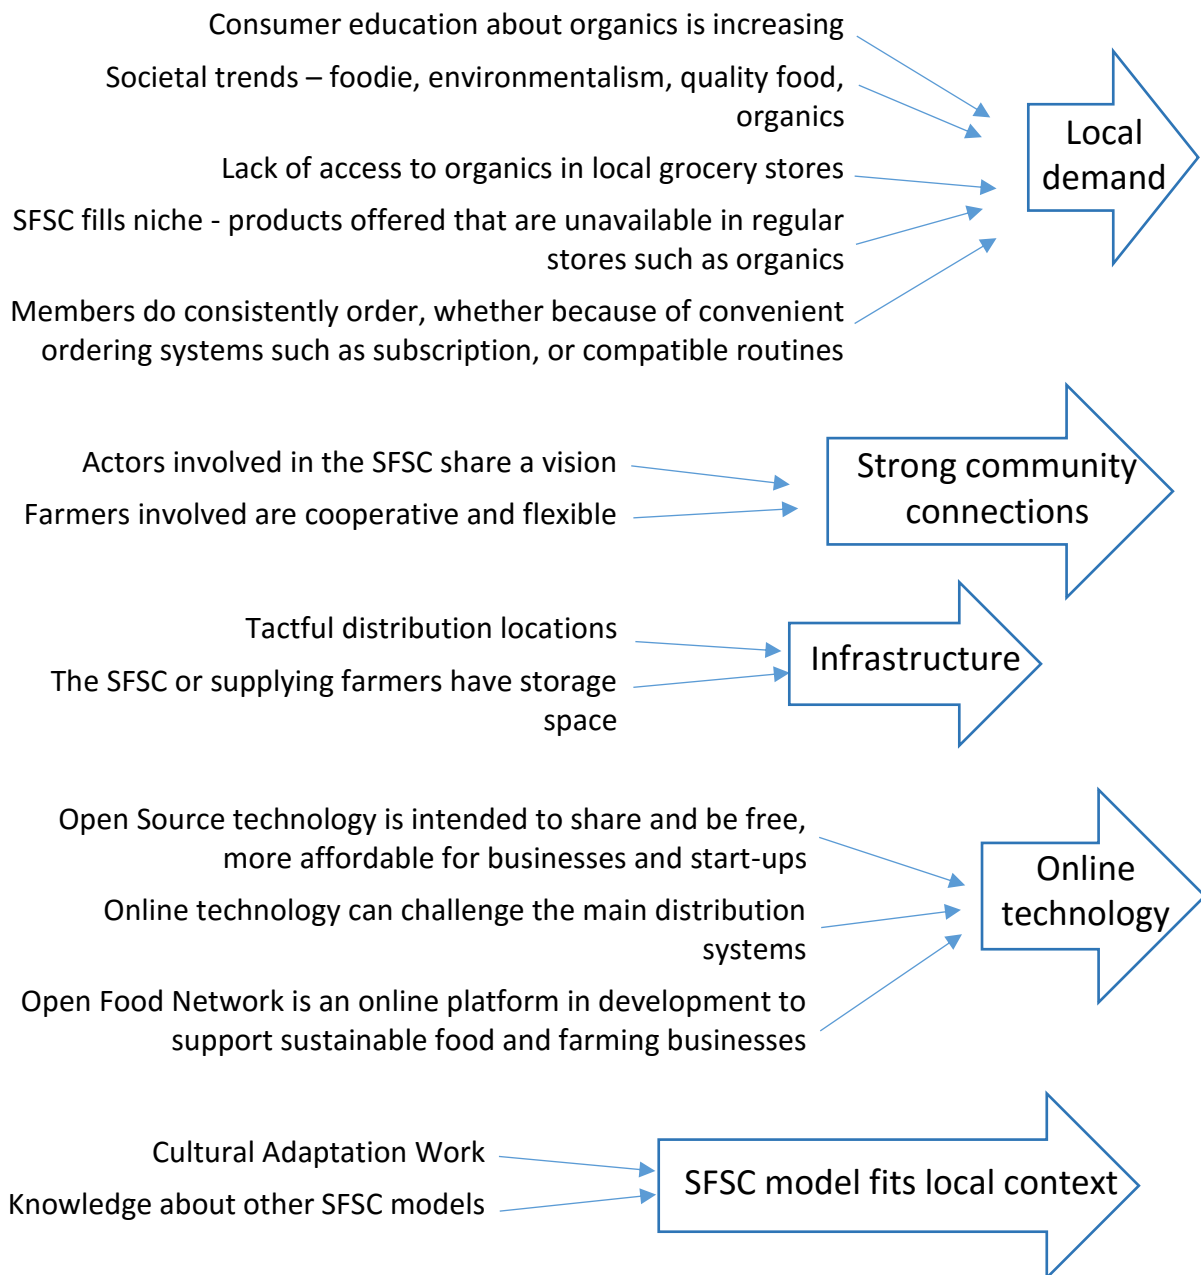 Consumer education about organics is increasing
Societal trends – foodie, environmentalism, quality food,
organics
Lack of access to organics in local grocery stores
SFSC fills niche - products offered that are unavailable in regular
stores such as organics
Members do consistently order, whether because of convenient
ordering systems such as subscription, or compatible routines
Local
demand
Actors involved in the SFSC share a vision
Farmers involved are cooperative and flexible
Strong community
connections
Tactful distribution locations
The SFSC or supplying farmers have storage
space
Infrastructure
Open Source technology is intended to share and be free,
more affordable for businesses and start-ups
Online technology can challenge the main distribution
systems
Open Food Network is an online platform in development to
support sustainable food and farming businesses
Online
technology
Cultural Adaptation Work
Knowledge about other SFSC models
SFSC model fits local context